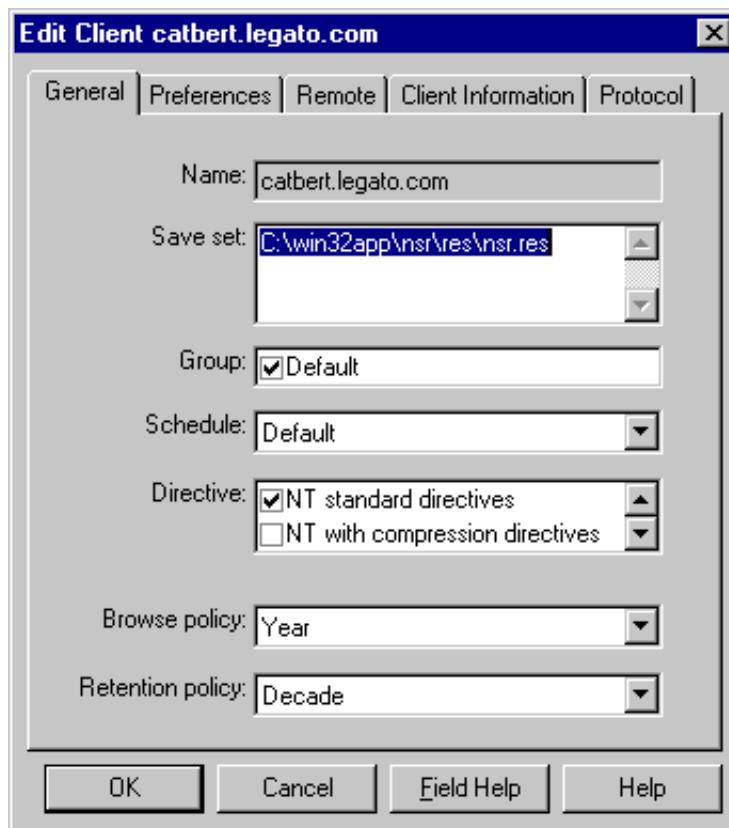 Edit Client catbert.legato.com
General Preferences Remote Client Information Protocol
Name: catbert.legato.com
Save set: C:\win32app\nsr\res\nsr.res
Group: Default
Schedule: Default
Directive: NT standard directives
NT with compression directives
Browse policy: Year
Retention policy: Decade
OK Cancel Field Help Help